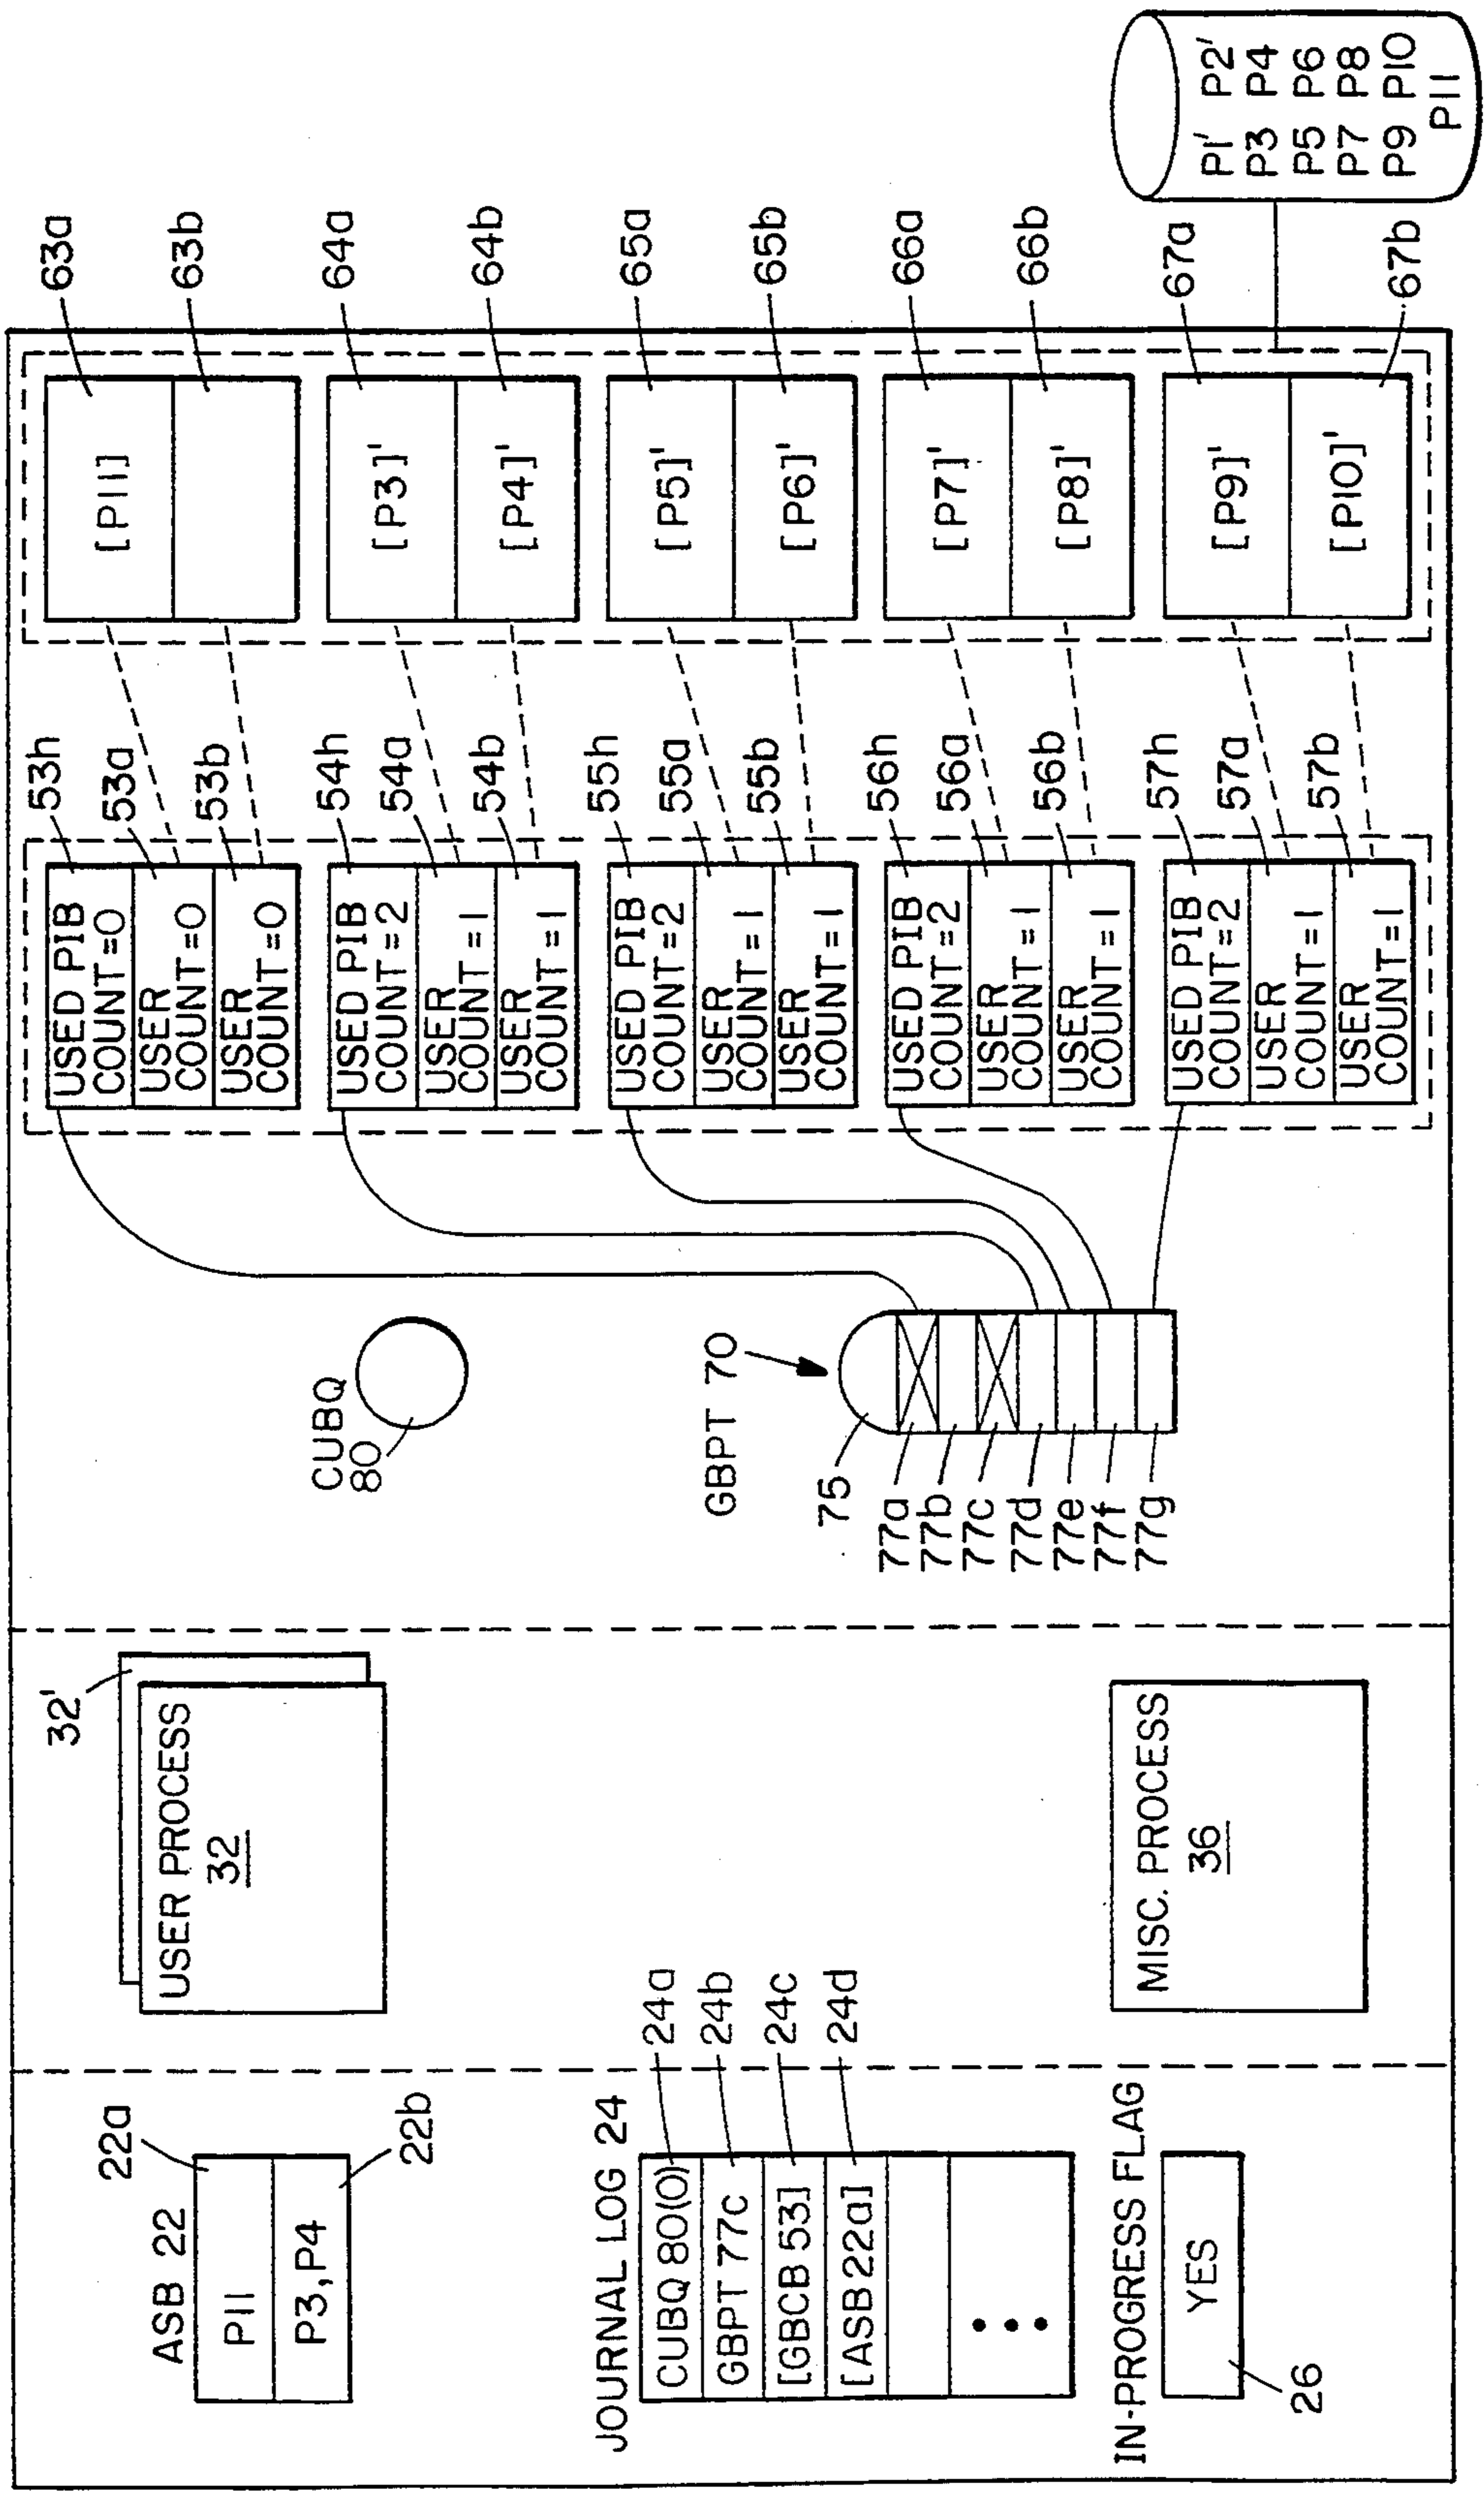 ASB 22
22a
P11
P3,P4
22b
JOURNAL LOG 24
CUBQ 80(0)
24a
GBPT 77c
24b
[GBCB 53]
24c
[ASB 22a]
24d
IN-PROGRESS FLAG
YES
26
32'
USER PROCESS
32
MISC. PROCESS
36
CUBQ
80
GBPT 70
75
77a
77b
77c
77d
77e
77f
77g
53h
USED PIB
COUNT=0
53a
USER
COUNT=0
53b
USER
COUNT=0
54h
USED PIB
COUNT=2
54a
USER
COUNT=1
54b
USER
COUNT=1
55h
USED PIB
COUNT=2
55a
USER
COUNT=1
55b
USER
COUNT=1
56h
USED PIB
COUNT=2
56a
USER
COUNT=1
56b
USER
COUNT=1
57h
USED PIB
COUNT=2
57a
USER
COUNT=1
57b
USER
COUNT=1
63a
[P11]
63b
64a
[P3]'
64b
[P4]'
65a
[P5]'
65b
[P6]'
66a
[P7]'
66b
[P8]'
67a
[P9]'
67b
[P10]'
P1' P2'
P3 P4
P5 P6
P7 P8
P9 P10
P11